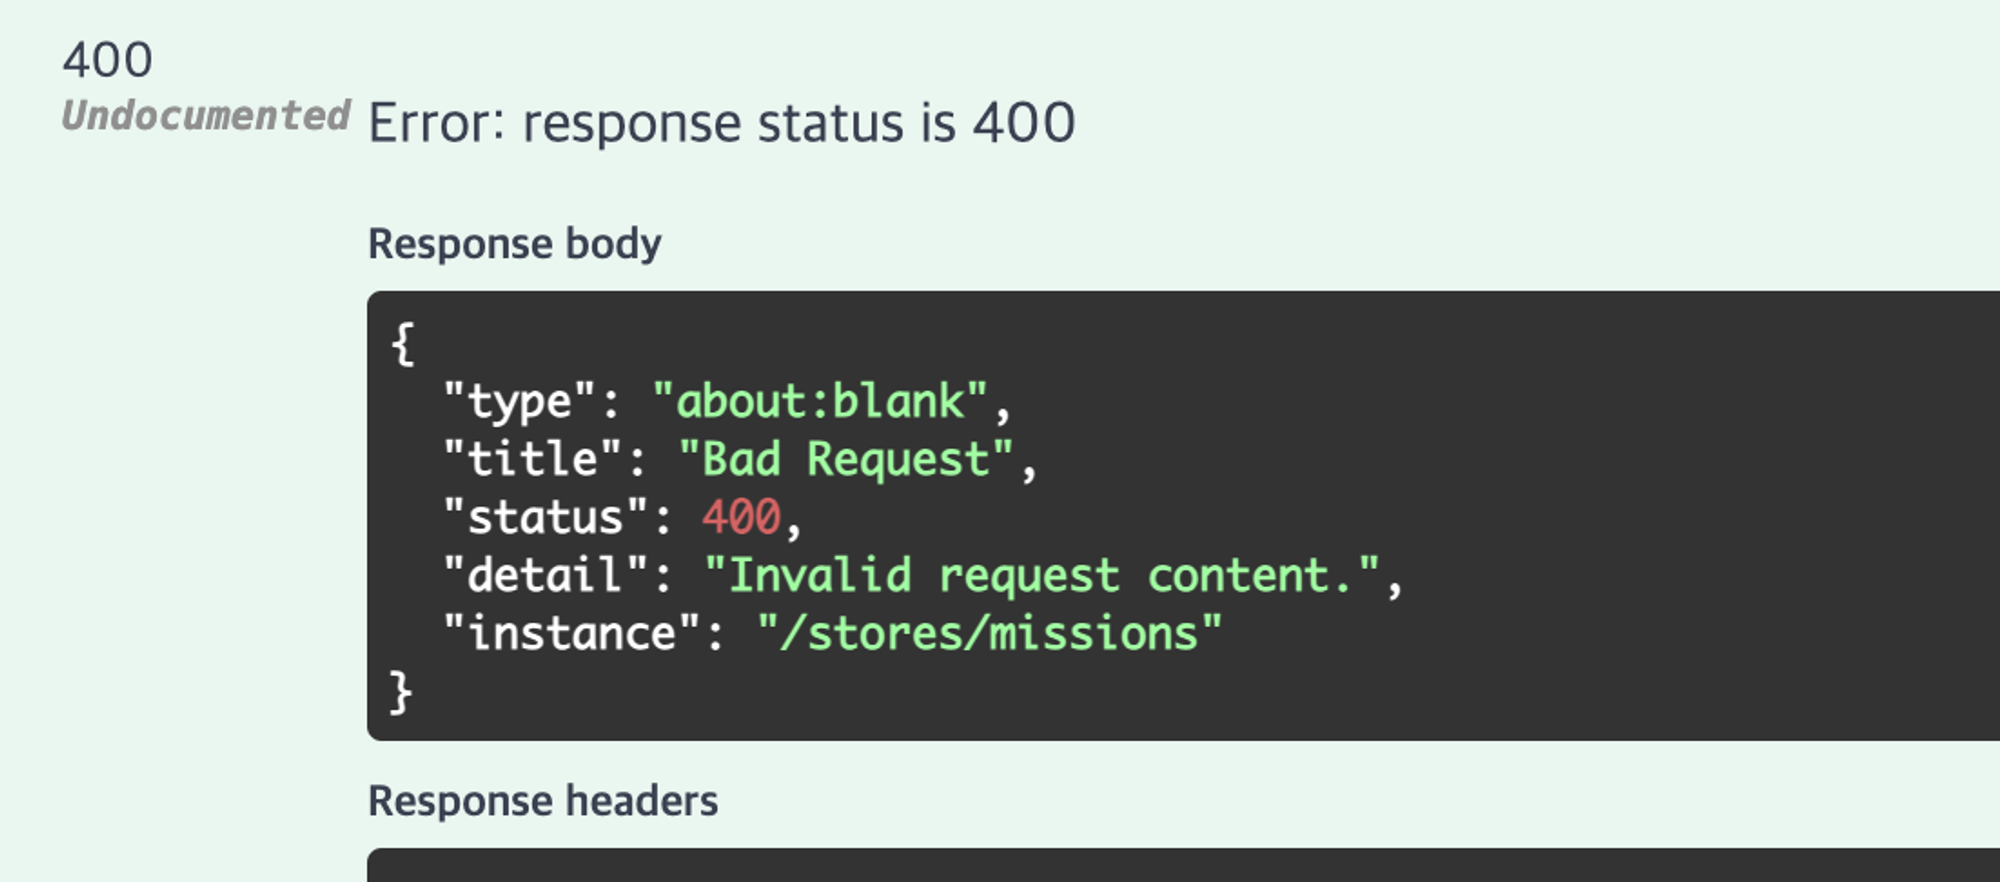 400
Undocumented
Error: response status is 400
Response body
{
  "type": "about:blank",
  "title": "Bad Request",
  "status": 400,
  "detail": "Invalid request content.",
  "instance": "/stores/missions"
}
Response headers